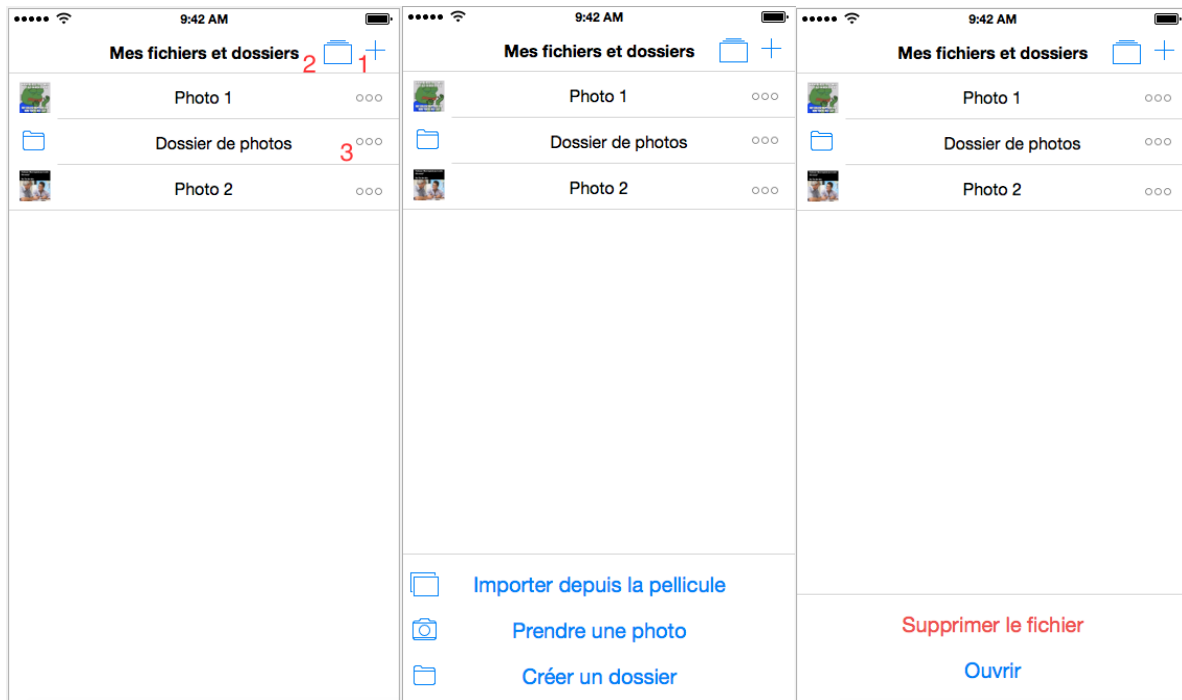 9:42 AM
Mes fichiers et dossiers
2
1
Photo 1
Dossier de photos
3
Photo 2
9:42 AM
Mes fichiers et dossiers
Photo 1
Dossier de photos
Photo 2
Importer depuis la pellicule
Prendre une photo
Créer un dossier
9:42 AM
Mes fichiers et dossiers
Photo 1
Dossier de photos
Photo 2
Supprimer le fichier
Ouvrir